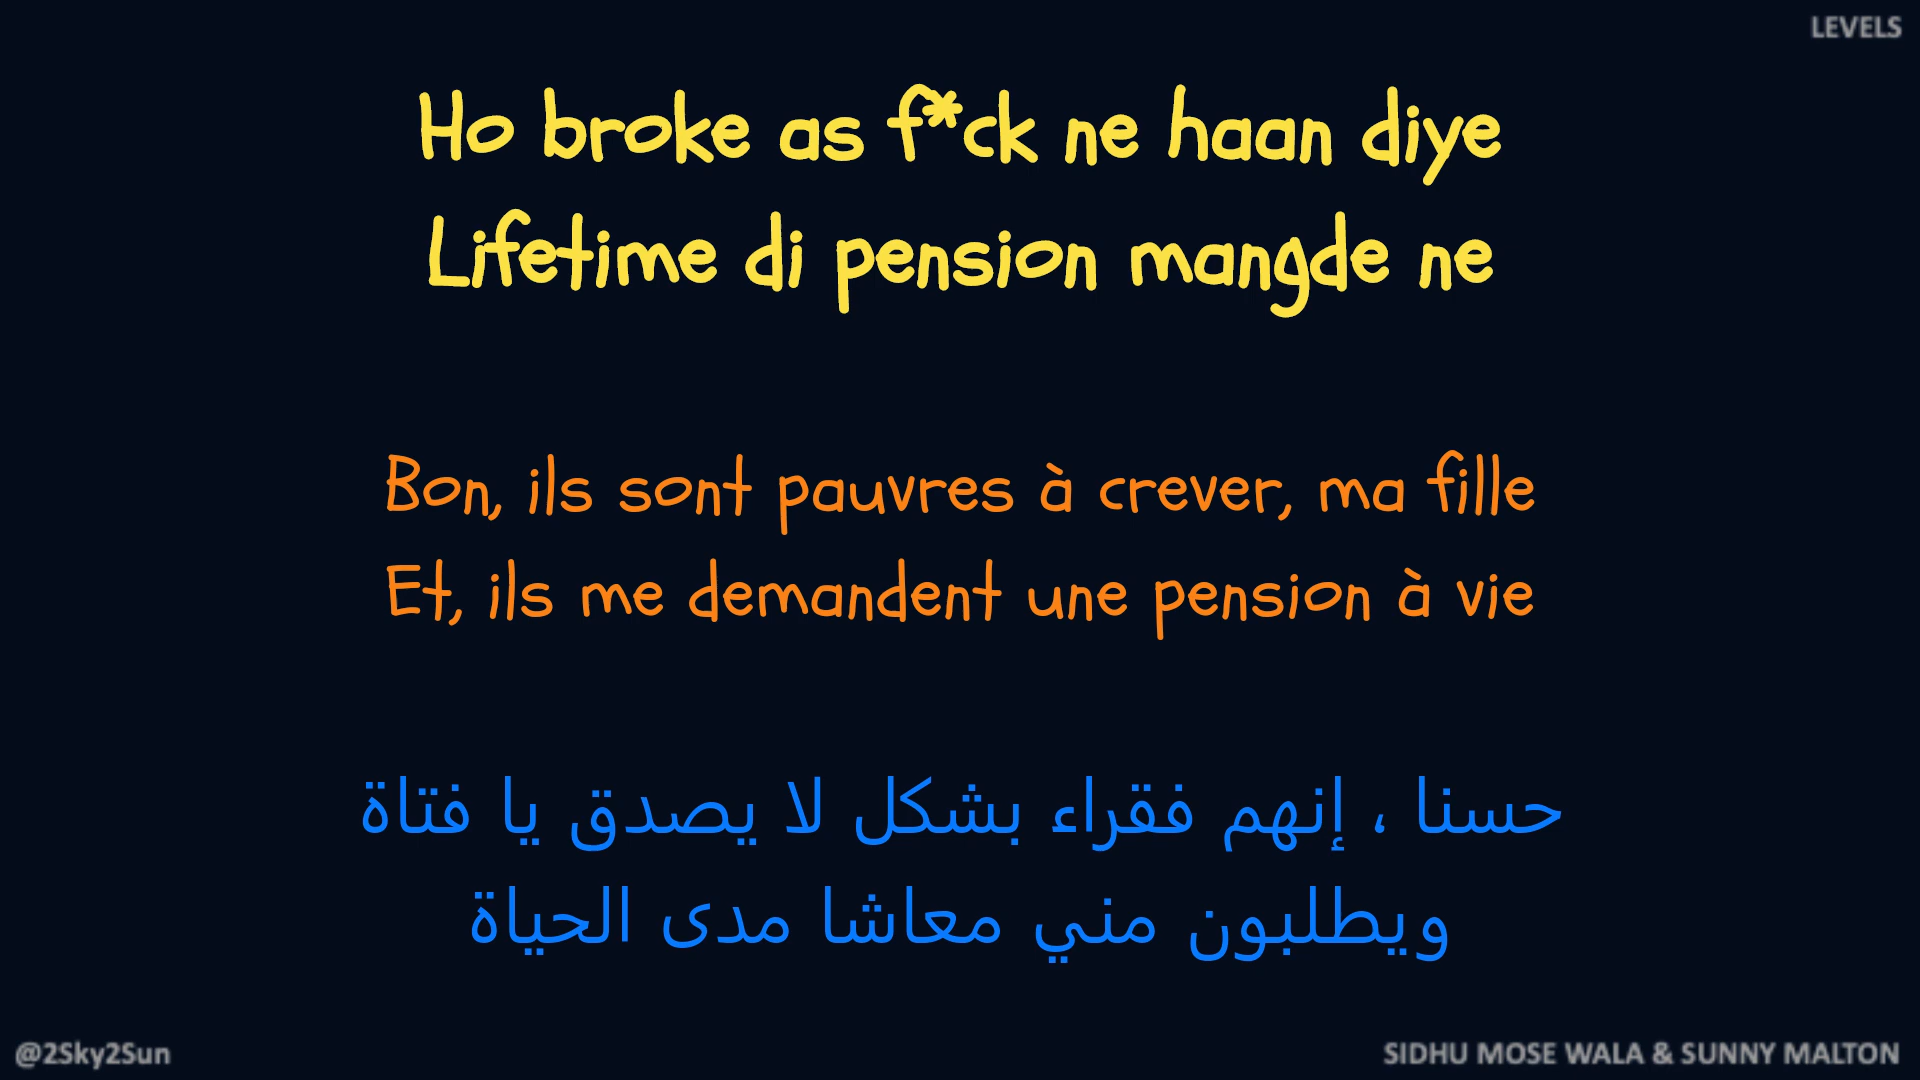 LEVELS
Ho broke as f*ck ne haan diye
Lifetime di pension mangde ne
Bon, ils sont pauvres à crever, ma fille
Et, ils me demandent une pension à vie
حسنا ، إنهم فقراء بشكل لا يصدق يا فتاة
ويطلبون مني معاشا مدى الحياة
@2Sky2Sun
SIDHU MOSE WALA & SUNNY MALTON